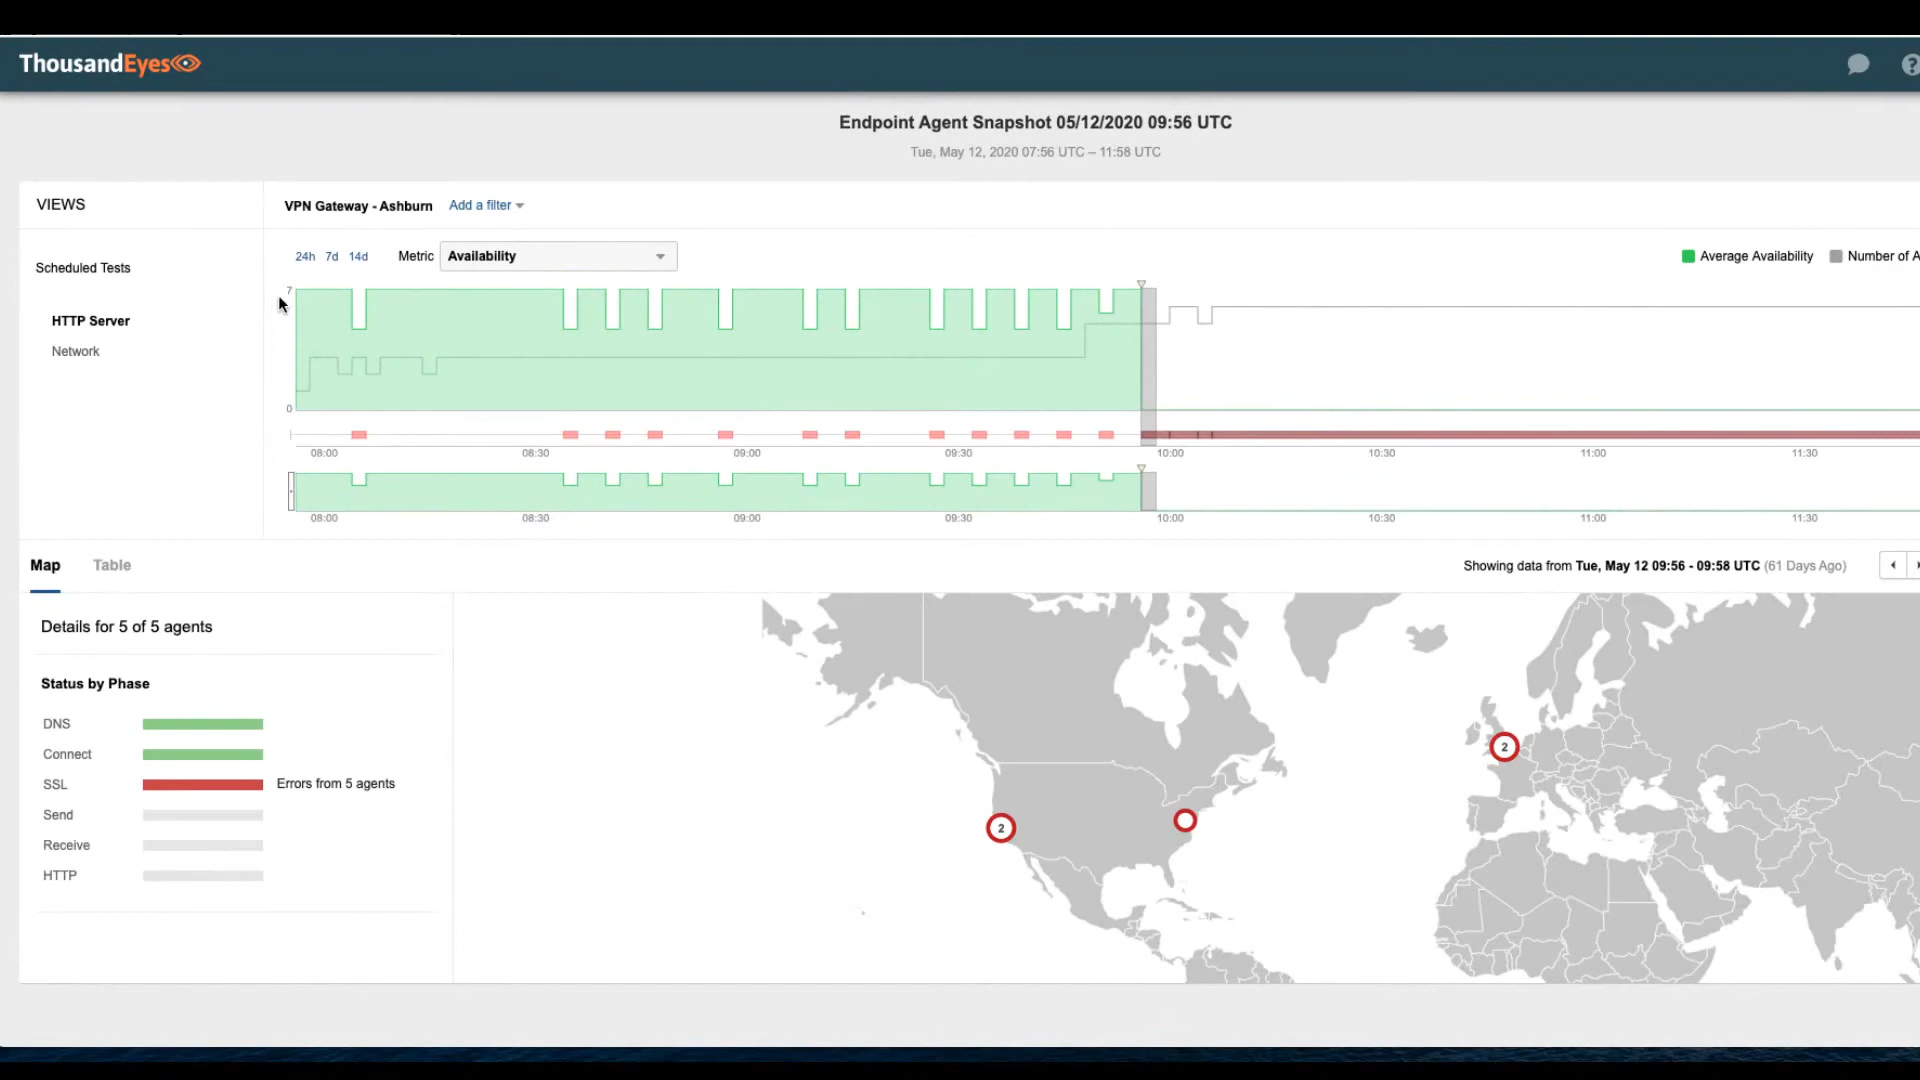 ThousandEyes
Endpoint Agent Snapshot 05/12/2020 09:56 UTC
Tue, May 12, 2020 07:56 UTC – 11:58 UTC
VIEWS
VPN Gateway - Ashburn Add a filter
Scheduled Tests
HTTP Server
Network
24h 7d 14d Metric Availability
Average Availability Number of A
7
0
08:00 08:30 09:00 09:30 10:00 10:30 11:00 11:30
08:00 08:30 09:00 09:30 10:00 10:30 11:00 11:30
Map Table
Showing data from Tue, May 12 09:56 - 09:58 UTC (61 Days Ago)
Details for 5 of 5 agents
Status by Phase
DNS
Connect
SSL Errors from 5 agents
Send
Receive
HTTP
2
2